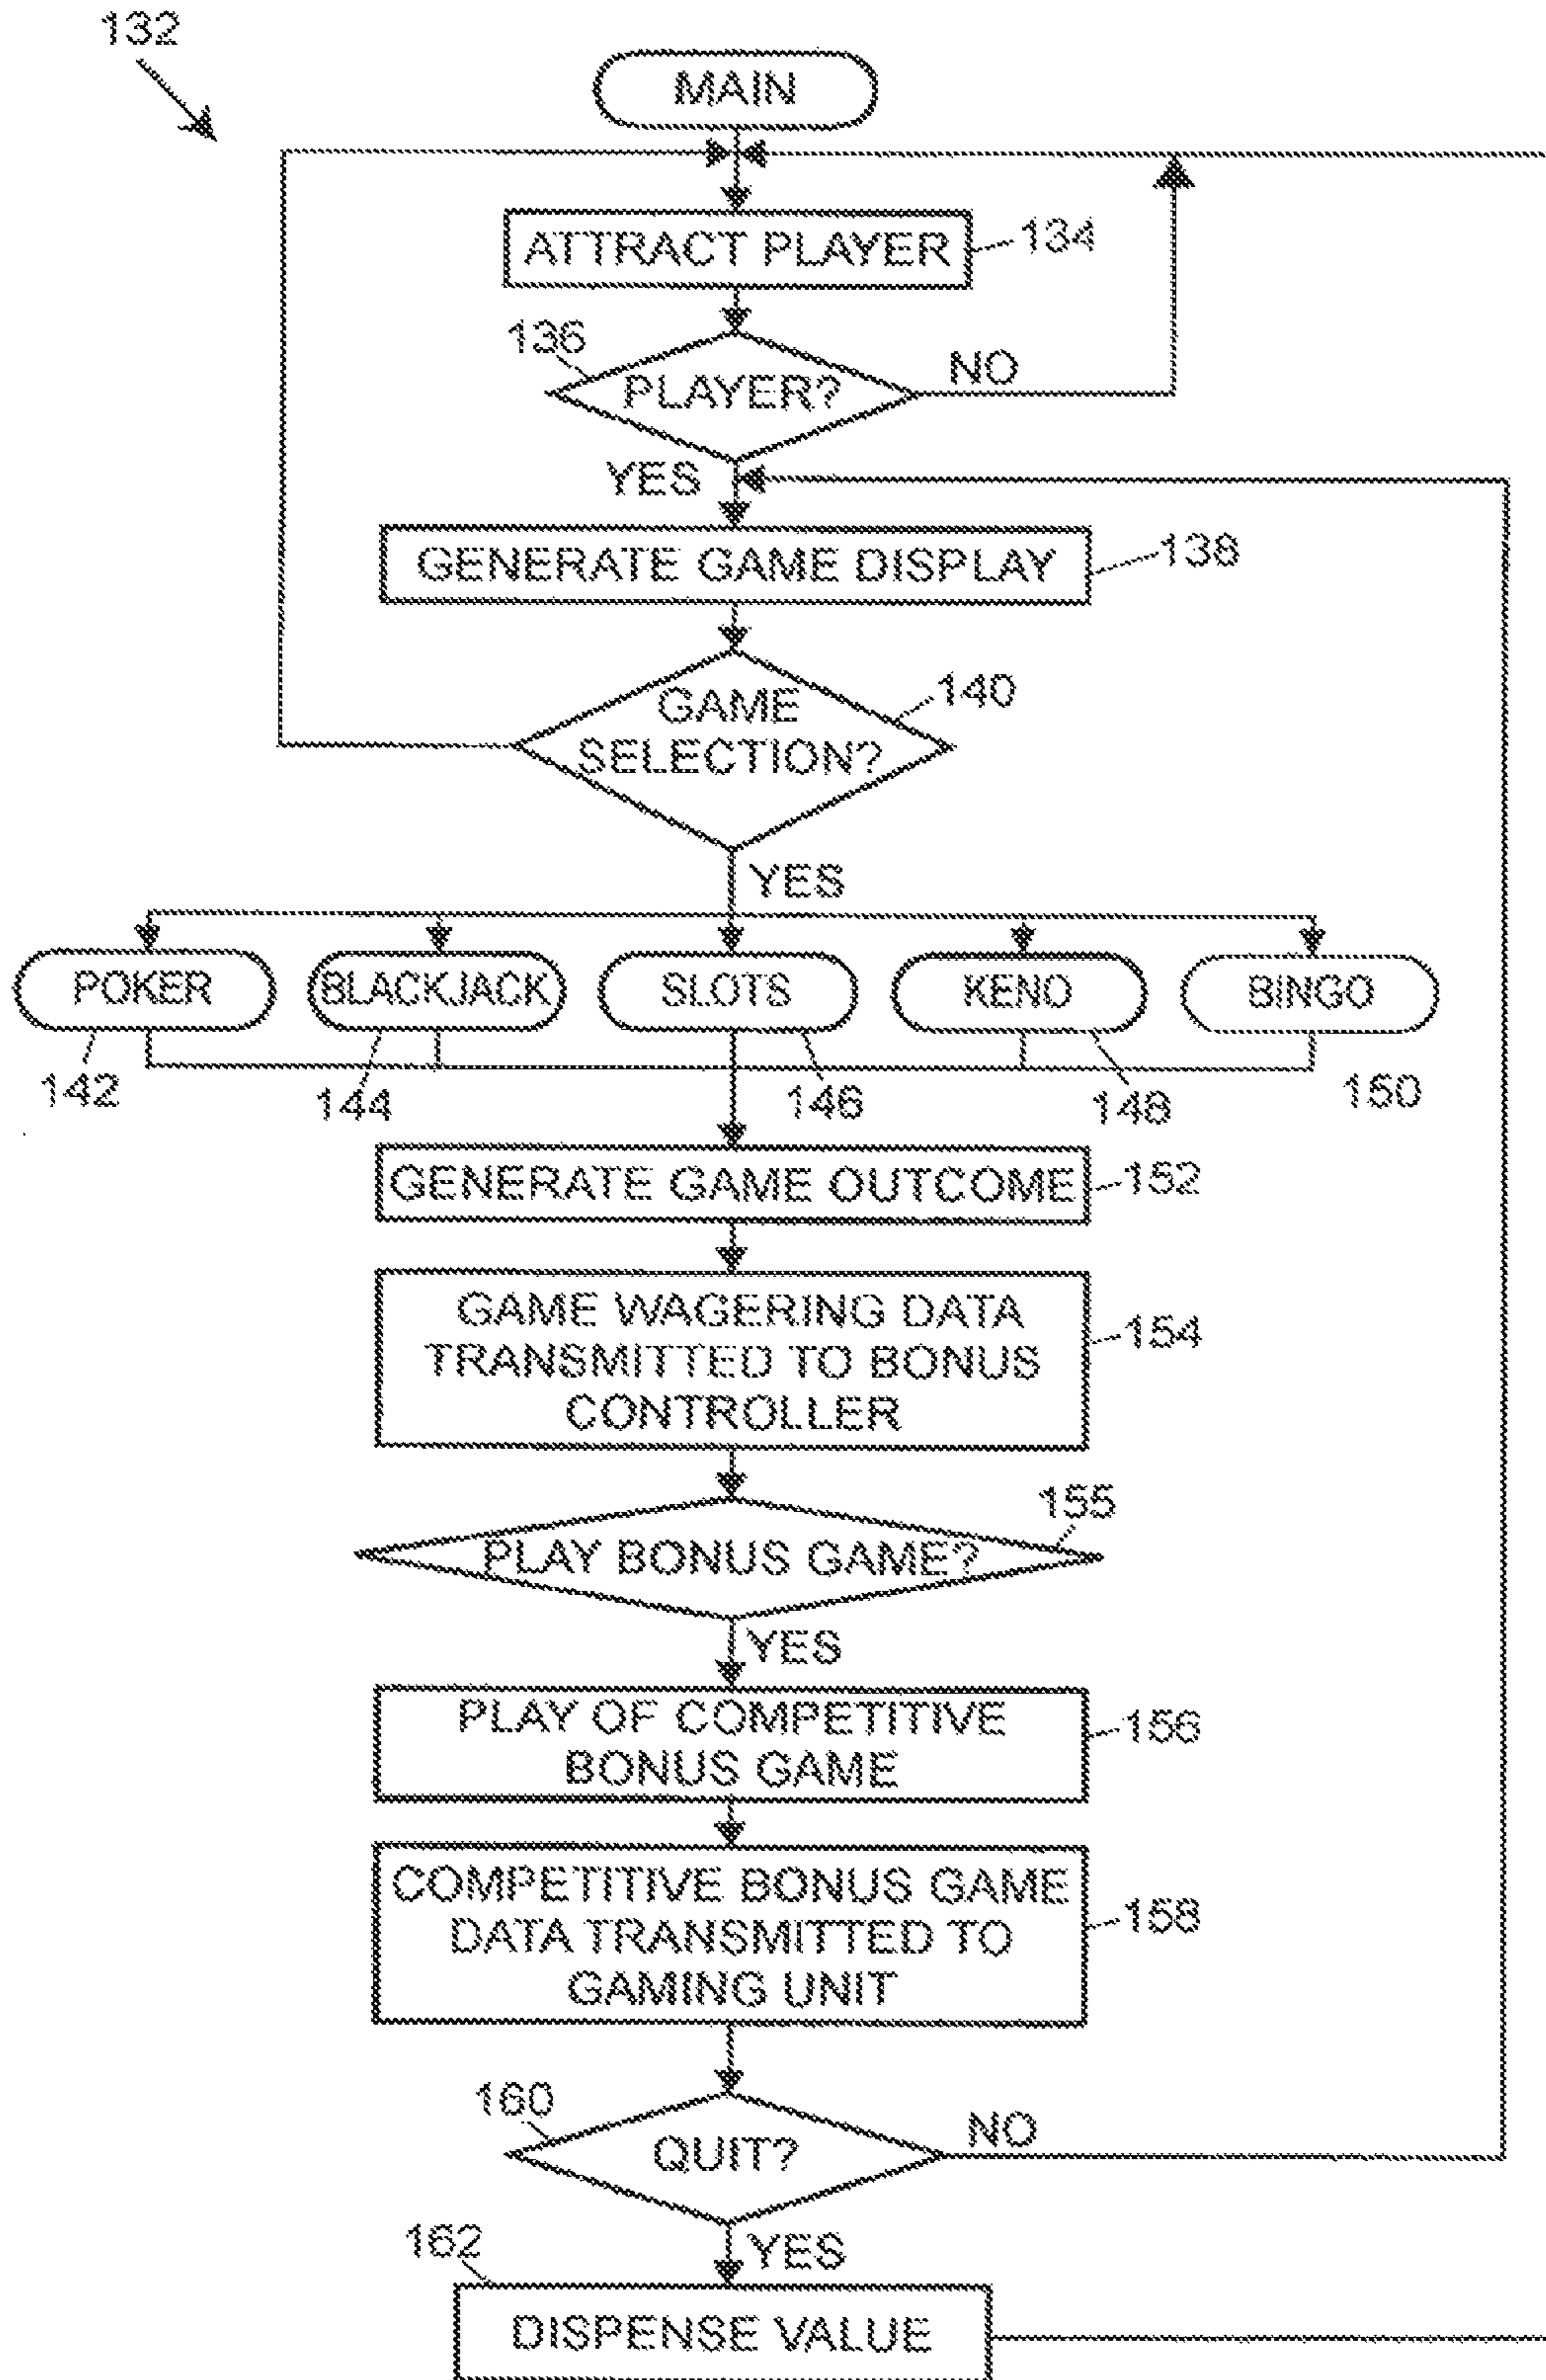 132
MAIN
ATTRACT PLAYER
134
136
PLAYER?
NO
YES
GENERATE GAME DISPLAY
138
140
GAME
SELECTION?
YES
POKER
BLACKJACK
SLOTS
KENO
BINGO
142
144
146
148
150
GENERATE GAME OUTCOME
152
GAME WAGERING DATA
TRANSMITTED TO BONUS
CONTROLLER
154
155
PLAY BONUS GAME?
YES
PLAY OF COMPETITIVE
BONUS GAME
156
COMPETITIVE BONUS GAME
DATA TRANSMITTED TO
GAMING UNIT
158
160
QUIT?
NO
YES
162
DISPENSE VALUE